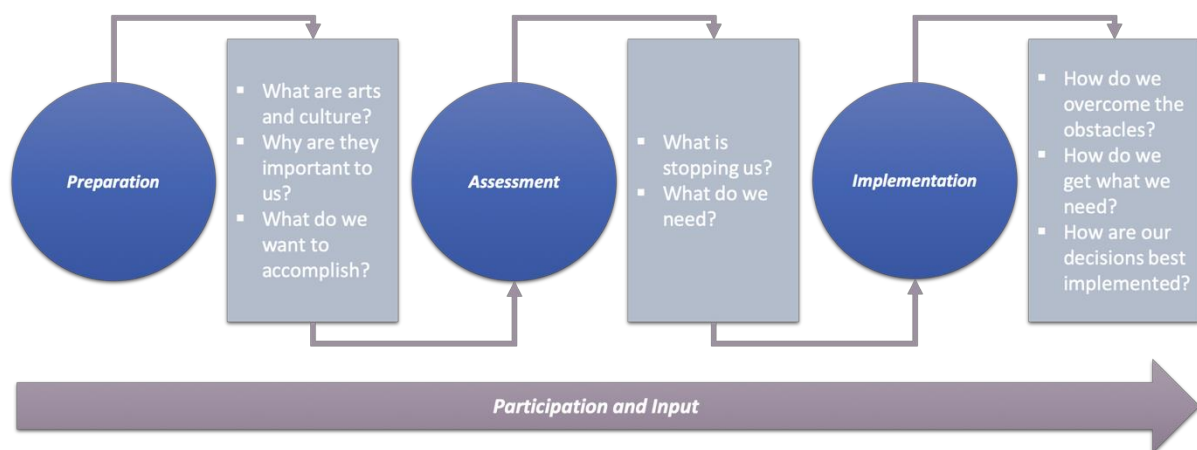 Preparation
▪ What are arts
and culture?
▪ Why are they
important to
us?
▪ What do we
want to
accomplish?
Assessment
▪ What is
stopping us?
▪ What do we
need?
Implementation
▪ How do we
overcome the
obstacles?
▪ How do we
get what we
need?
▪ How are our
decisions best
implemented?
Participation and Input